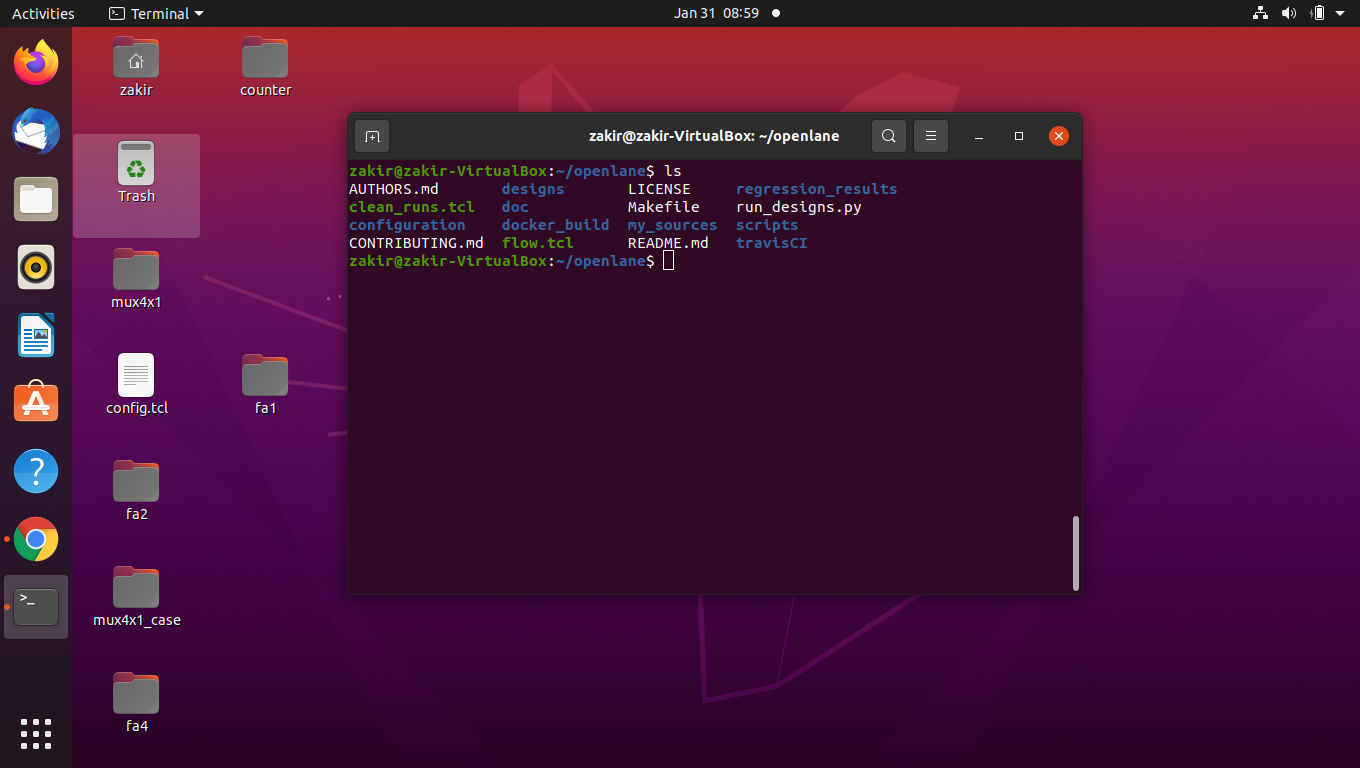 Activities Terminal Jan 31 08:59
zakir counter
Trash
mux4x1
config.tcl fa1
fa2
mux4x1_case
fa4
zakir@zakir-VirtualBox: ~/openlane
zakir@zakir-VirtualBox:~/openlane$ ls
AUTHORS.md designs LICENSE regression_results
clean_runs.tcl doc Makefile run_designs.py
configuration docker_build my_sources scripts
CONTRIBUTING.md flow.tcl README.md travisCI
zakir@zakir-VirtualBox:~/openlane$